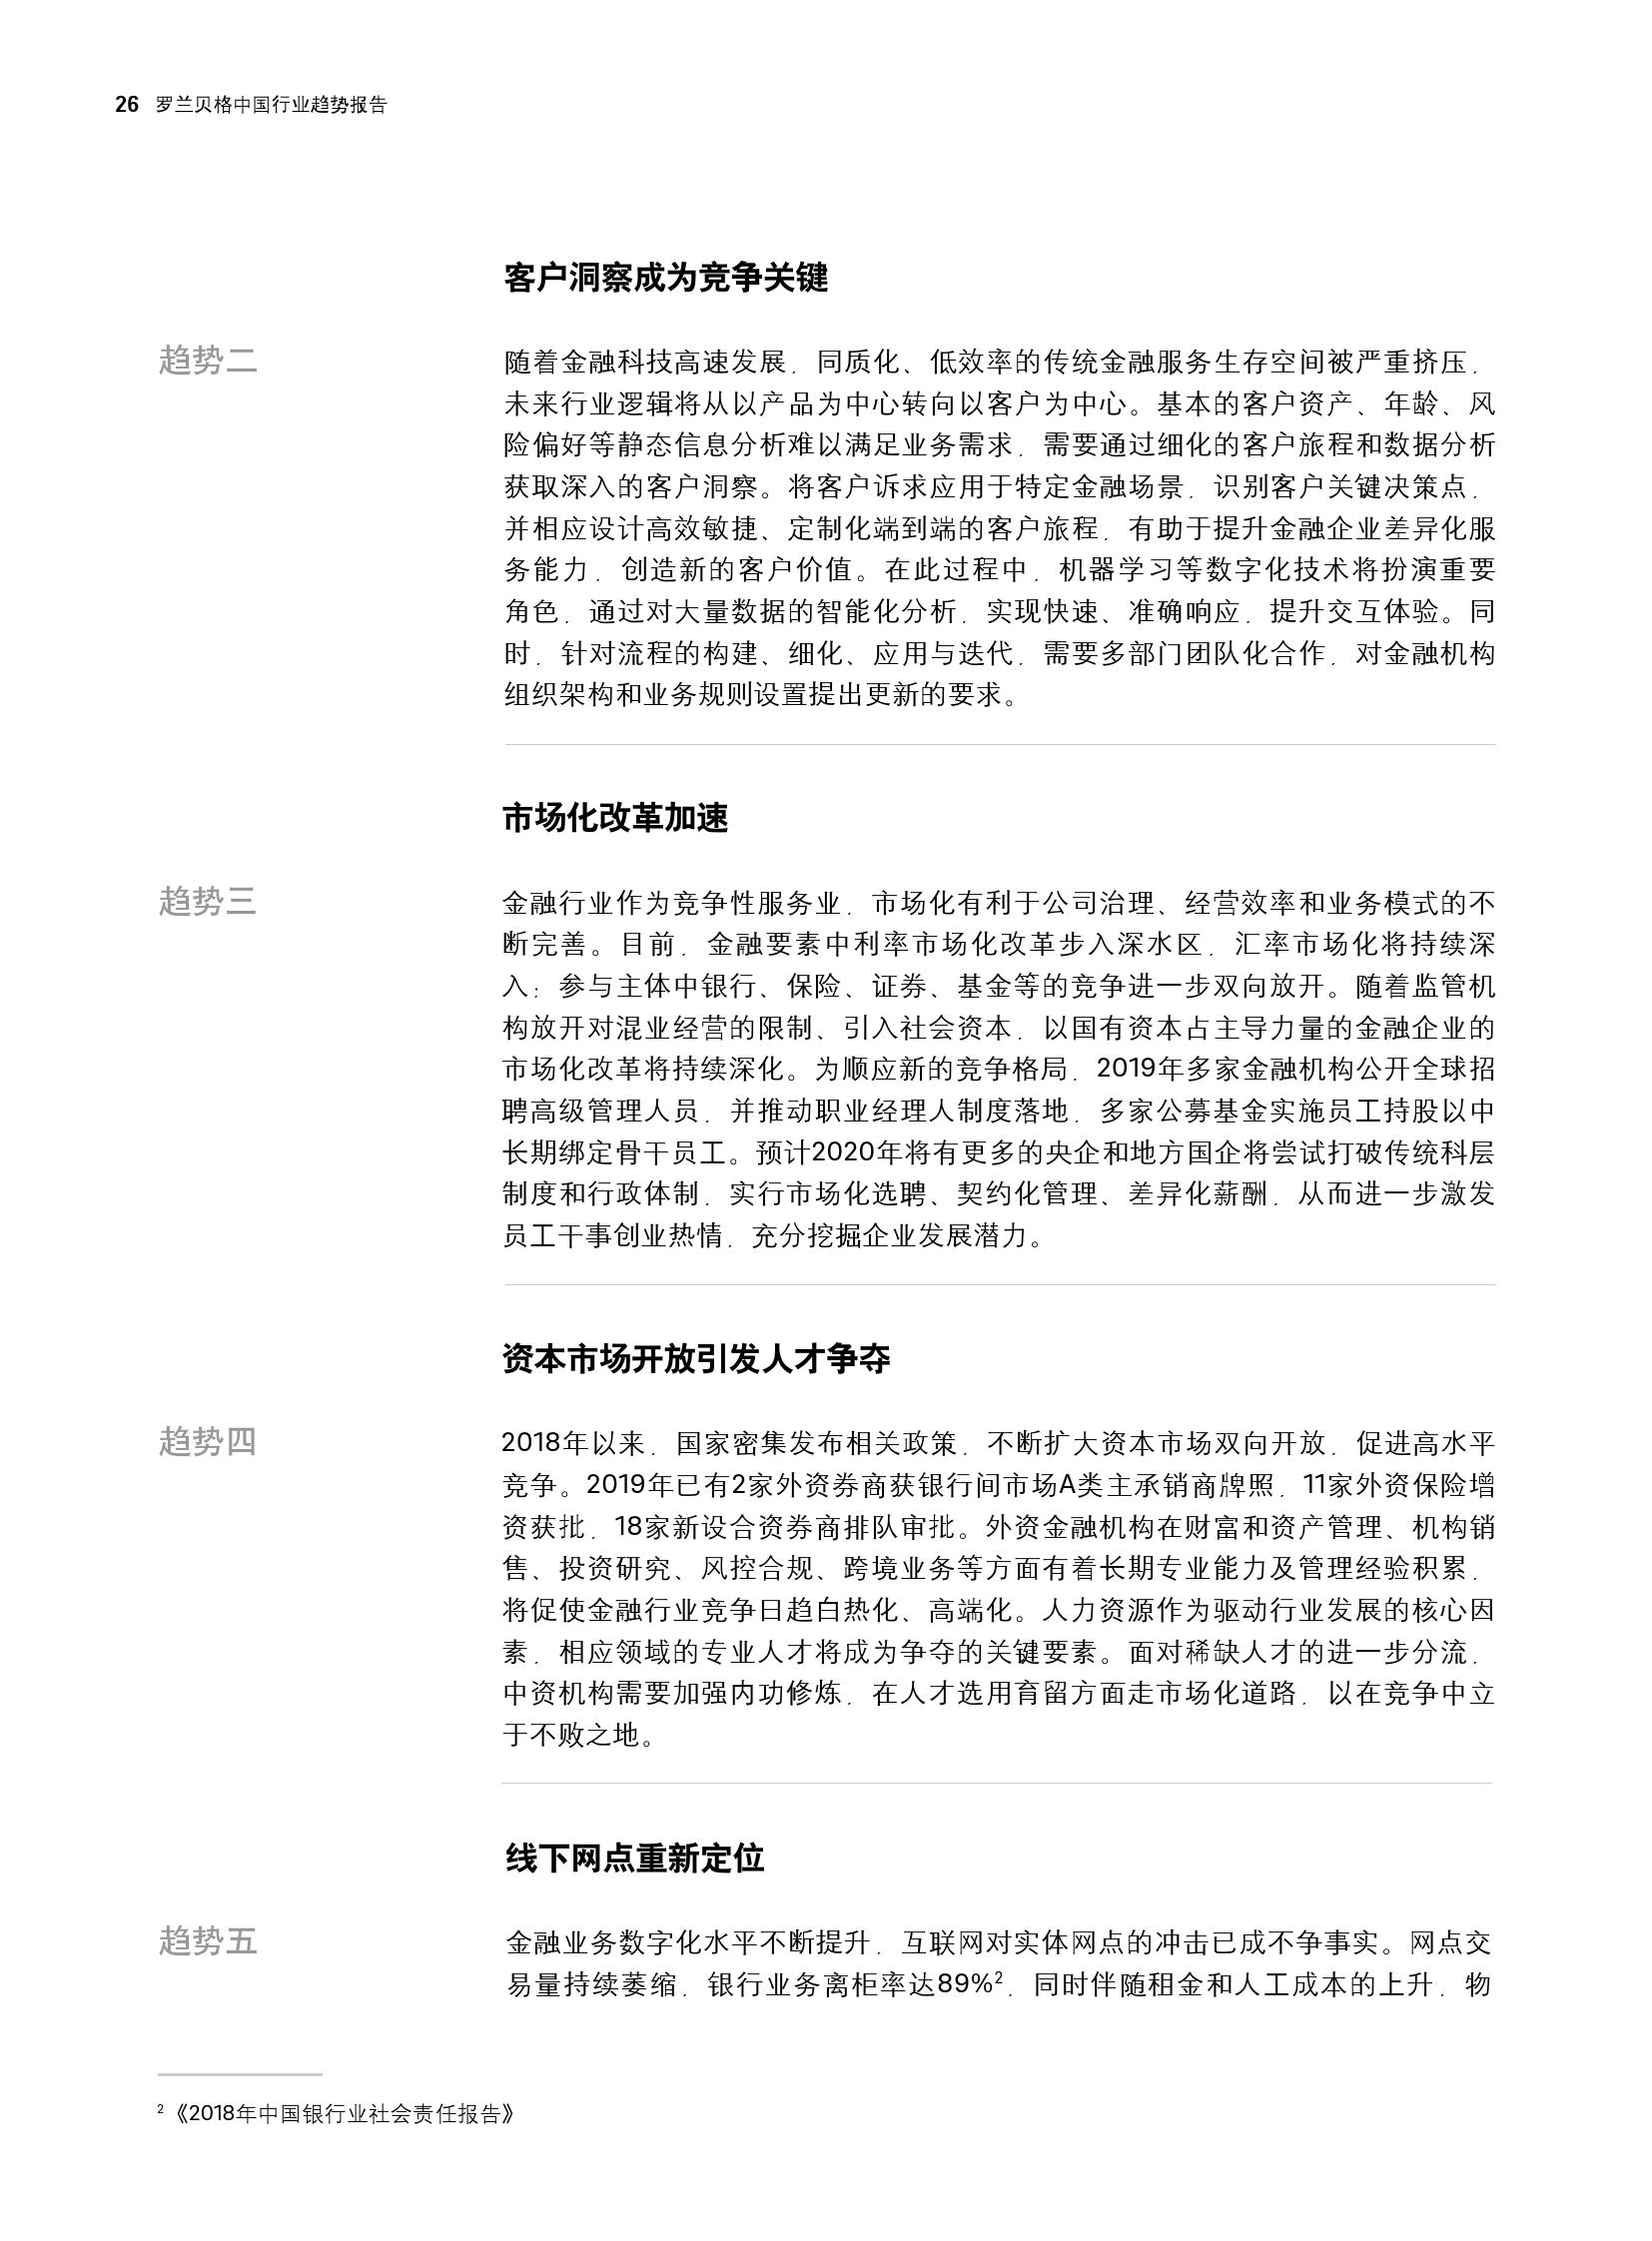 26 罗兰贝格中国行业趋势报告
客户洞察成为竞争关键
趋势二
随着金融科技高速发展，同质化、低效率的传统金融服务生存空间被严重挤压，
未来行业逻辑将从以产品为中心转向以客户为中心。基本的客户资产、年龄、风
险偏好等静态信息分析难以满足业务需求，需要通过细化的客户旅程和数据分析
获取深入的客户洞察。将客户诉求应用于特定金融场景，识别客户关键决策点，
并相应设计高效敏捷、定制化端到端的客户旅程，有助于提升金融企业差异化服
务能力，创造新的客户价值。在此过程中，机器学习等数字化技术将扮演重要
角色，通过对大量数据的智能化分析，实现快速、准确响应，提升交互体验。同
时，针对流程的构建、细化、应用与迭代，需要多部门团队化合作，对金融机构
组织架构和业务规则设置提出更新的要求。
市场化改革加速
趋势三
金融行业作为竞争性服务业，市场化有利于公司治理、经营效率和业务模式的不
断完善。目前，金融要素中利率市场化改革步入深水区，汇率市场化将持续深
入；参与主体中银行、保险、证券、基金等的竞争进一步双向放开。随着监管机
构放开对混业经营的限制、引入社会资本，以国有资本占主导力量的金融企业的
市场化改革将持续深化。为顺应新的竞争格局，2019年多家金融机构公开全球招
聘高级管理人员，并推动职业经理人制度落地，多家公募基金实施员工持股以中
长期绑定骨干员工。预计2020年将有更多的央企和地方国企将尝试打破传统科层
制度和行政体制，实行市场化选聘、契约化管理、差异化薪酬，从而进一步激发
员工干事创业热情，充分挖掘企业发展潜力。
资本市场开放引发人才争夺
趋势四
2018年以来，国家密集发布相关政策，不断扩大资本市场双向开放，促进高水平
竞争。2019年已有2家外资券商获银行间市场A类主承销商牌照，11家外资保险增
资获批，18家新设合资券商排队审批。外资金融机构在财富和资产管理、机构销
售、投资研究、风控合规、跨境业务等方面有着长期专业能力及管理经验积累，
将促使金融行业竞争日趋白热化、高端化。人力资源作为驱动行业发展的核心因
素，相应领域的专业人才将成为争夺的关键要素。面对稀缺人才的进一步分流，
中资机构需要加强内功修炼，在人才选用育留方面走市场化道路，以在竞争中立
于不败之地。
线下网点重新定位
趋势五
金融业务数字化水平不断提升，互联网对实体网点的冲击已成不争事实。网点交
易量持续萎缩，银行业务离柜率达89%²，同时伴随租金和人工成本的上升，物
² 《2018年中国银行业社会责任报告》